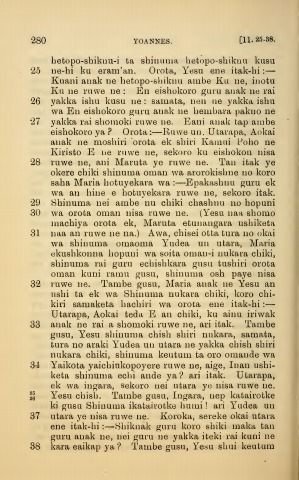 280 YOANNES. [11. 25-38.
hetopo-shiknu-i ta shinuma hetopo-shiknu kusu
25 ne-hi ku eram'an. Orota, Yesu ene itak-hi :—
Kuani anak ne hetopo-shiknu ambe Ku ne, inotu
Ku ne ruwe ne : En eishokoro guru anak ne rai
26 yakka ishu kusu ne : samata, nen ne yakka ishu
wa En eishokoro guru anak ne hembara pakno ne
27 yakka rai shomoki ruwe ne. Eani anak tap ambe
eishokoro ya ? Orota :—Ruwe un. Utarapa, Aokai
anak ne moshiri orota ek shiri Kamui Poho ne
Kiristo E ne ruwe ne, sekoro ku eishokoro nisa
28 ruwe ne, ani Maruta ye ruwe ne. Tan itak ye
okere chiki shinuma oman wa arorokishne no koro
saha Maria hotuyekara wa :—Epakashnu guru ek
wa an hine e hotuyekara ruwe ne, sekoro itak.
29 Shinuma nei ambe nu chiki chashnu no hopuni
30 wa orota oman nisa ruwe ne. (Yesu naa shomo
machiya orota ek, Maruta etunangara ushiketa
31 naa an ruwe ne na.) Awa, chisei otta tura no okai
wa shinuma omaoma Yudea un utara, Maria
ekushkonna hopuni wa soita oman-i nukara chiki,
shinuma rai guru echishkara gusu tushiri orota
oman kuni ramu gusu, shinuma osh paye nisa
32 ruwe ne. Tambe gusu, Maria anak ne Yesu an
ushi ta ek wa Shinuma nukara chiki, koro chi-
kiri samaketa hachiri wa orota ene itak-hi :—
Utarapa, Aokai teda E an chiki, ku ainu iriwak
33 anak ne rai a shomoki ruwe ne, ari itak. Tambe
gusu, Yesu shinuma chish shiri nukara, samata,
tura no araki Yudea un utara ne yakka chish shiri
nukara chiki, shinuma keutum ta oro omande wa
34 Yaikota yaichinkopoyere ruwe ne, aige, Inan ushi-
keta shinuma echi ande ya ? ari itak. Utarapa,
ek wa ingara, sekoro nei utara ye nisa ruwe ne.
35 Yesu chish. Tambe gusu, Ingara, nep katairotke
36 ki gusu Shinuma ikatairotke humi ! ari Yudea un
37 utara ye nisa ruwe ne. Koroka, sereke okai utara
ene itak-hi :—Shiknak guru koro shiki maka tan
guru anak ne, nei guru ne yakka iteki rai kuni ne
38 kara eaikap ya ? Tambe gusu, Yesu shui keutum